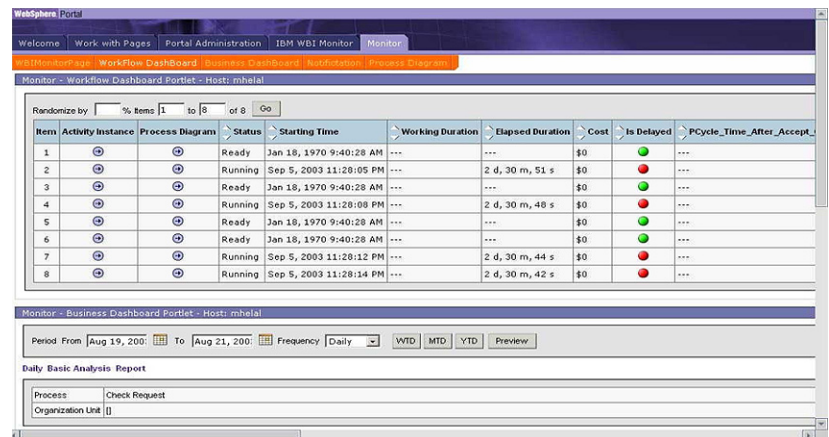 WebSphere Portal
Welcome Work with Pages Portal Administration IBM WBI Monitor Monitor
WBIMonitorPage WorkFlow DashBoard Business DashBoard Notifictation Process Diagram
Monitor - Workflow Dashboard Portlet - Host: mhelal
Randomize by % Items 1 to 8 of 8 Go
Item Activity Instance Process Diagram Status Starting Time Working Duration Elapsed Duration Cost Is Delayed PCycle_Time_After_Accept_
1 Ready Jan 18, 1970 9:40:28 AM --- --- $0 ---
2 Running Sep 5, 2003 11:28:05 PM --- 2 d, 30 m, 51 s $0 ---
3 Ready Jan 18, 1970 9:40:28 AM --- --- $0 ---
4 Running Sep 5, 2003 11:28:08 PM --- 2 d, 30 m, 48 s $0 ---
5 Ready Jan 18, 1970 9:40:28 AM --- --- $0 ---
6 Ready Jan 18, 1970 9:40:28 AM --- --- $0 ---
7 Running Sep 5, 2003 11:28:12 PM --- 2 d, 30 m, 44 s $0 ---
8 Running Sep 5, 2003 11:28:14 PM --- 2 d, 30 m, 42 s $0 ---
Monitor - Business Dashboard Portlet - Host: mhelal
Period From Aug 19, 200 To Aug 21, 200 Frequency Daily WTD MTD YTD Preview
Daily Basic Analysis Report
Process Check Request
Organization Unit []